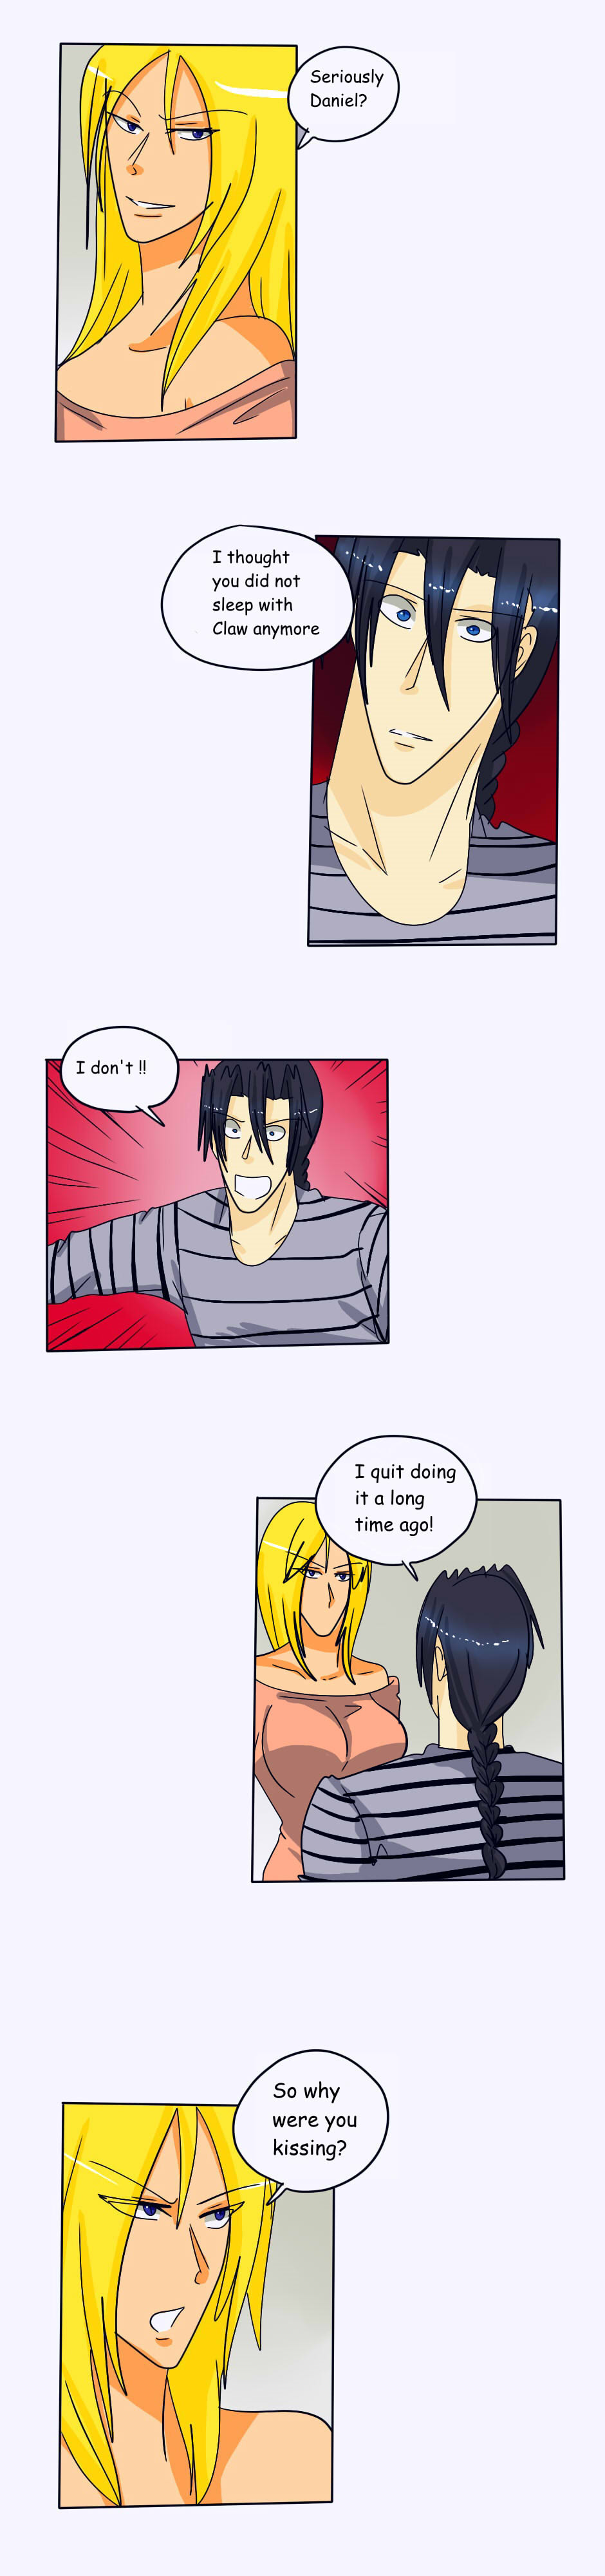 Seriously
Daniel?
I thought
you did not
sleep with
Claw anymore
I don't !!
I quit doing
it a long
time ago!
So why
were you
kissing?